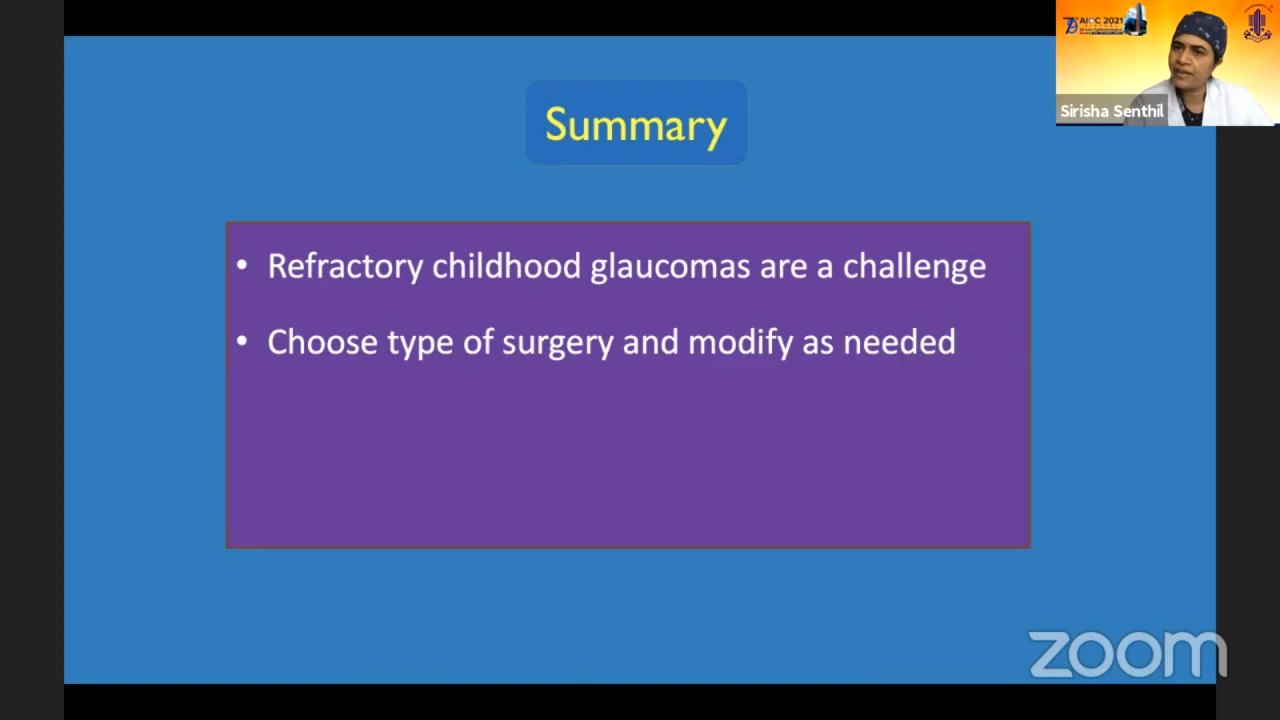 AIOC 2021
Sirisha Senthil
Summary
• Refractory childhood glaucomas are a challenge
• Choose type of surgery and modify as needed
zoom